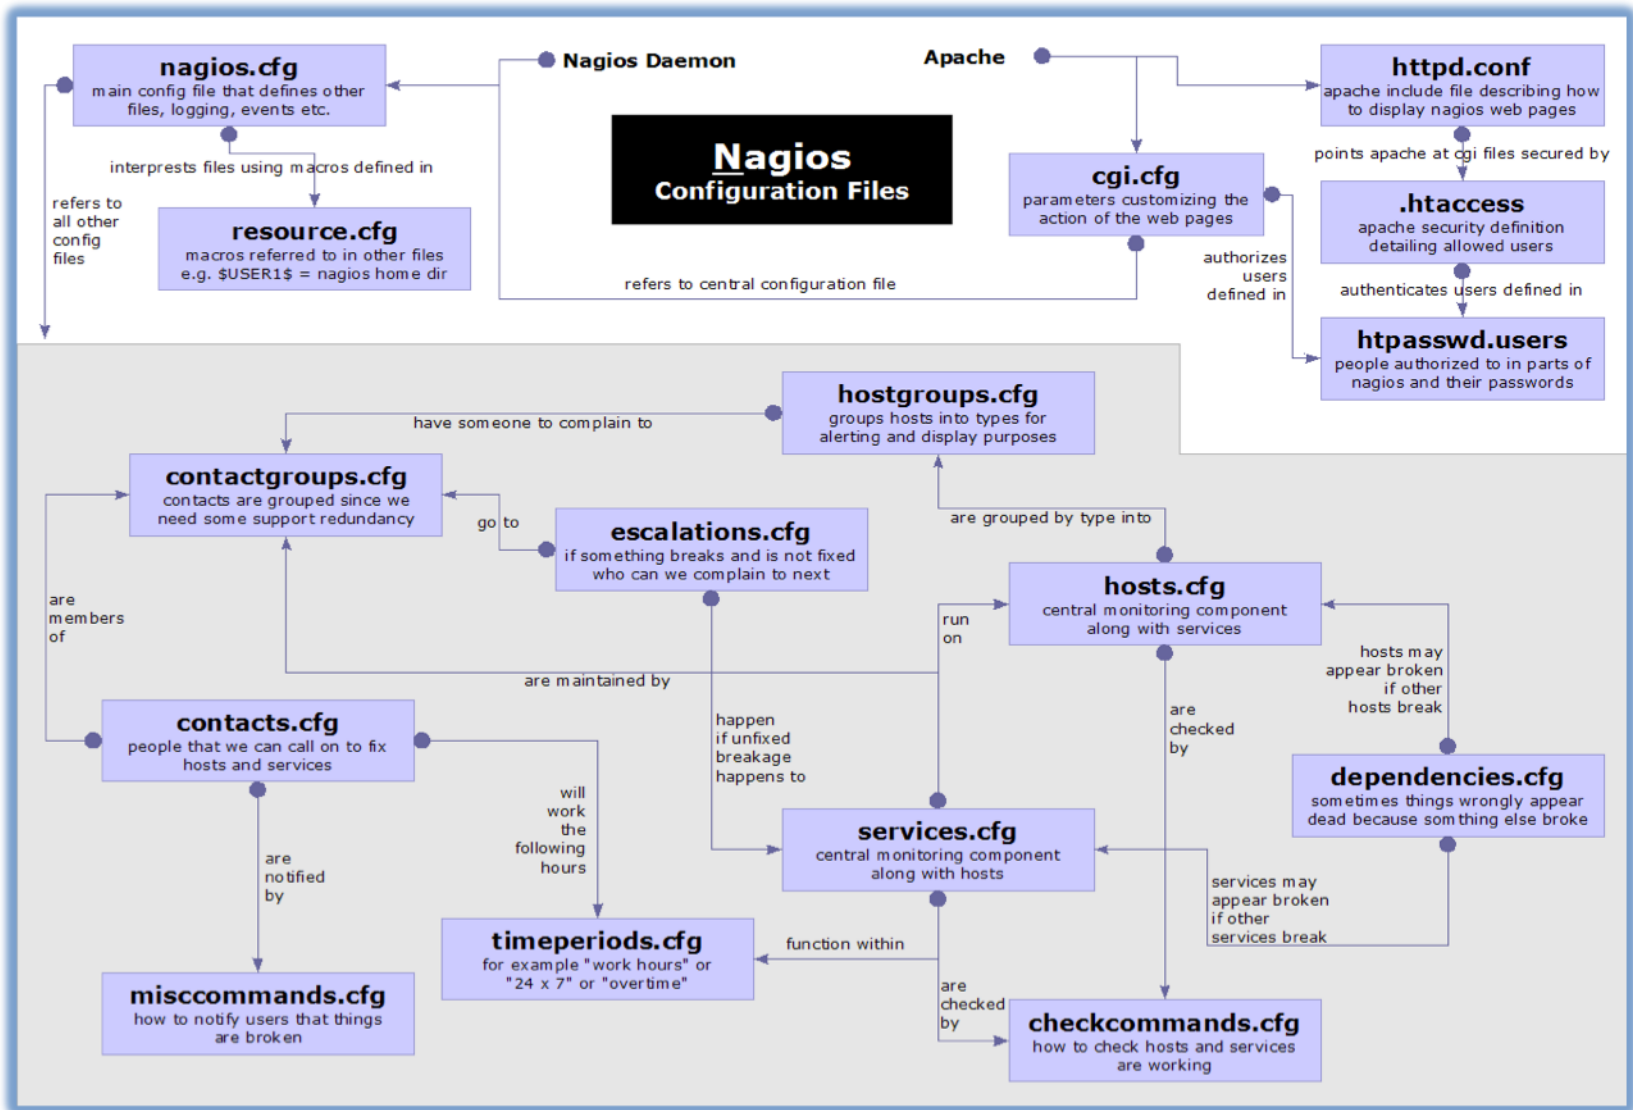 nagios.cfg
main config file that defines other
files, logging, events etc.
Nagios Daemon
Apache
httpd.conf
apache include file describing how
to display nagios web pages
Nagios
Configuration Files
interprests files using macros defined in
points apache at cgi files secured by
cgi.cfg
parameters customizing the
action of the web pages
.htaccess
apache security definition
detailing allowed users
refers to
all other
config
files
resource.cfg
macros referred to in other files
e.g. $USER1$ = nagios home dir
refers to central configuration file
authorizes
users
defined in
authenticates users defined in
htpasswd.users
people authorized to in parts of
nagios and their passwords
hostgroups.cfg
groups hosts into types for
alerting and display purposes
have someone to complain to
contactgroups.cfg
contacts are grouped since we
need some support redundancy
go to
escalations.cfg
if something breaks and is not fixed
who can we complain to next
are grouped by type into
hosts.cfg
central monitoring component
along with services
are
members
of
run
on
are maintained by
hosts may
appear broken
if other
hosts break
contacts.cfg
people that we can call on to fix
hosts and services
happen
if unfixed
breakage
happens to
are
checked
by
dependencies.cfg
sometimes things wrongly appear
dead because somthing else broke
will
work
the
following
hours
services.cfg
central monitoring component
along with hosts
are
notified
by
services may
appear broken
if other
services break
timeperiods.cfg
for example "work hours" or
"24 x 7" or "overtime"
function within
misccommands.cfg
how to notify users that things
are broken
are
checked
by
checkcommands.cfg
how to check hosts and services
are working